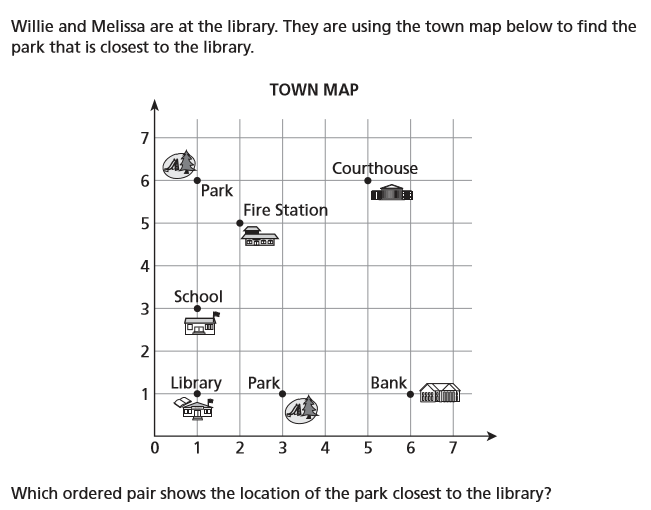 Willie and Melissa are at the library. They are using the town map below to find the
park that is closest to the library.
TOWN MAP
7
6
5
4
3
2
1
Courthouse
Park
Fire Station
School
Library
Park
Bank
0 1 2 3 4 5 6 7
Which ordered pair shows the location of the park closest to the library?